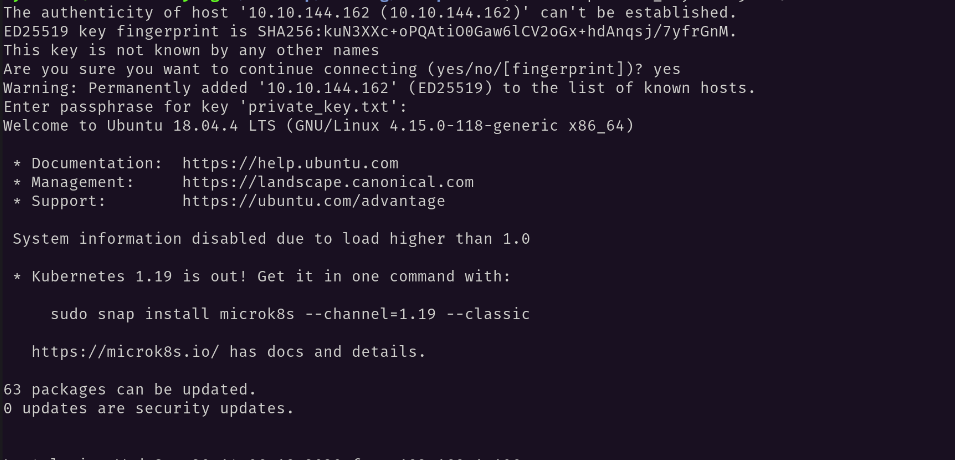 The authenticity of host '10.10.144.162 (10.10.144.162)' can't be established.
ED25519 key fingerprint is SHA256:kuN3XXc+oPQAtiO0Gaw6lCV2oGx+hdAnqsj/7yfrGnM.
This key is not known by any other names
Are you sure you want to continue connecting (yes/no/[fingerprint])? yes
Warning: Permanently added '10.10.144.162' (ED25519) to the list of known hosts.
Enter passphrase for key 'private_key.txt':
Welcome to Ubuntu 18.04.4 LTS (GNU/Linux 4.15.0-118-generic x86_64)
* Documentation:  https://help.ubuntu.com
* Management:     https://landscape.canonical.com
* Support:        https://ubuntu.com/advantage
System information disabled due to load higher than 1.0
* Kubernetes 1.19 is out! Get it in one command with:
sudo snap install microk8s --channel=1.19 --classic
https://microk8s.io/ has docs and details.
63 packages can be updated.
0 updates are security updates.